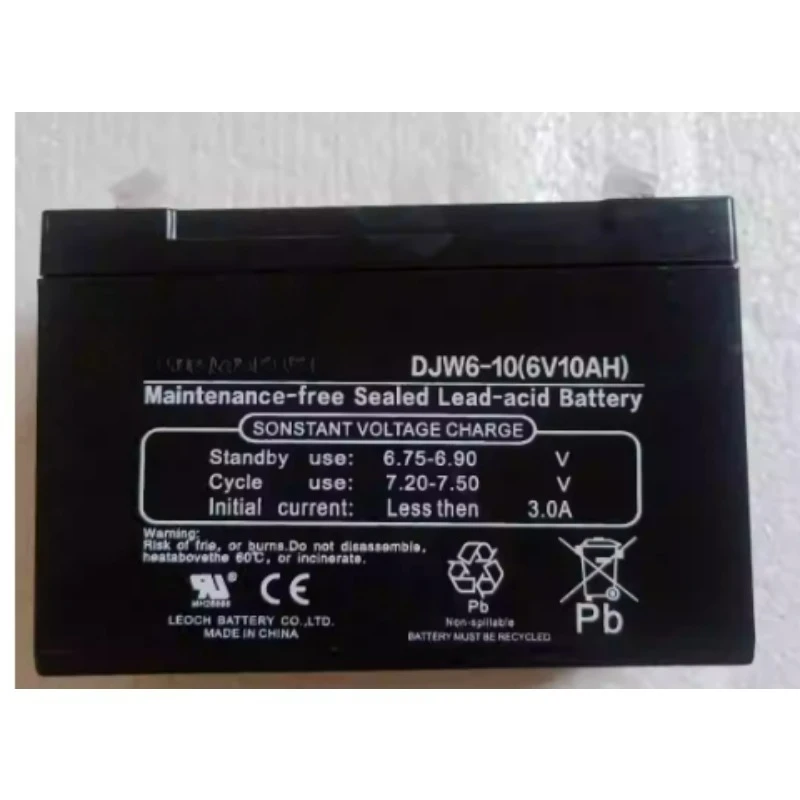 DJW6-10(6V10AH)
Maintenance-free Sealed Lead-acid Battery
SONSTANT VOLTAGE CHARGE
Standby use: 6.75-6.90 V
Cycle use: 7.20-7.50 V
Initial current: Less then 3.0A
Warning:
Risk of frie, or burns.Do not disassemble,
heatabovethe 60℃, or incinerate.
CE
LEOCH BATTERY CO.,LTD.
MADE IN CHINA
Pb
Non-spillable
BATTERY MUST BE RECYCLED
Pb